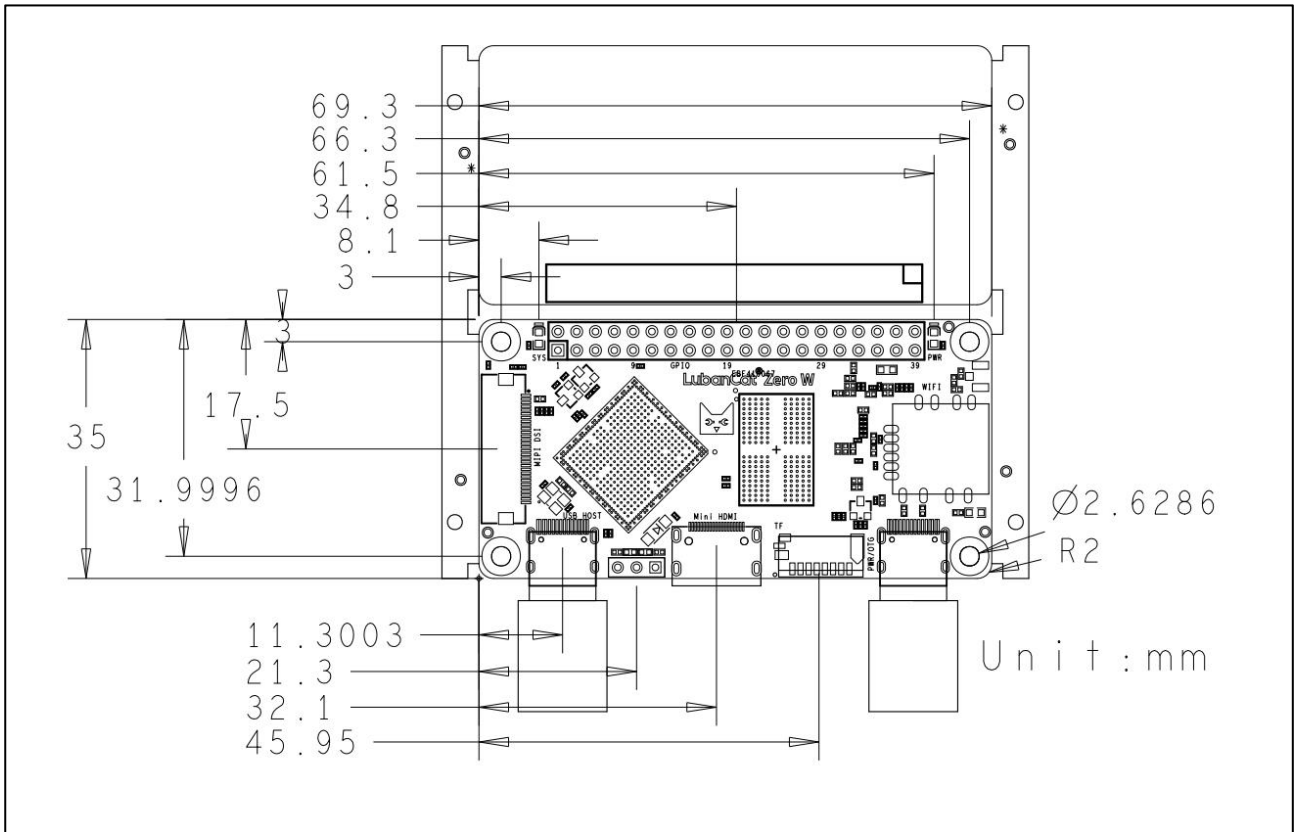 69.3
66.3
61.5
34.8
8.1
3
3
SYS
PWR
1 9 GPIO 19 29 39
LubanCat Zero W
WIFI
17.5
35
MIPI DSI
31.9996
Ø2.6286
USB HOST
Mini HDMI
TF
PWR/OTG
R2
11.3003
Unit:mm
21.3
32.1
45.95